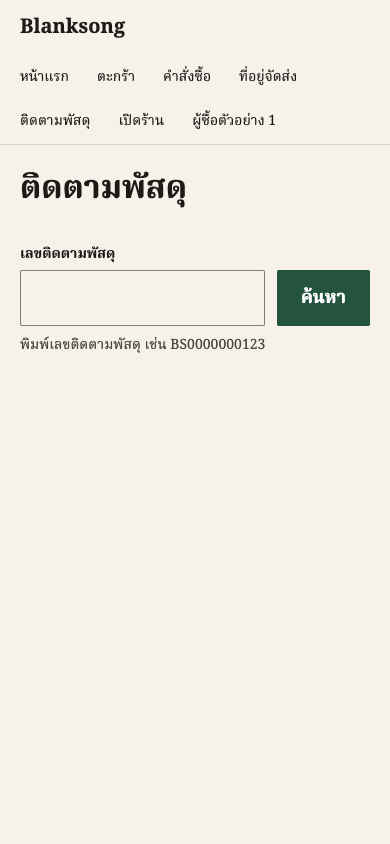 Blanksong
หน้าแรก ตะกร้า คำสั่งซื้อ ที่อยู่จัดส่ง
ติดตามพัสดุ เปิดร้าน ผู้ซื้อตัวอย่าง 1
ติดตามพัสดุ
เลขติดตามพัสดุ
ค้นหา
พิมพ์เลขติดตามพัสดุ เช่น BS0000000123